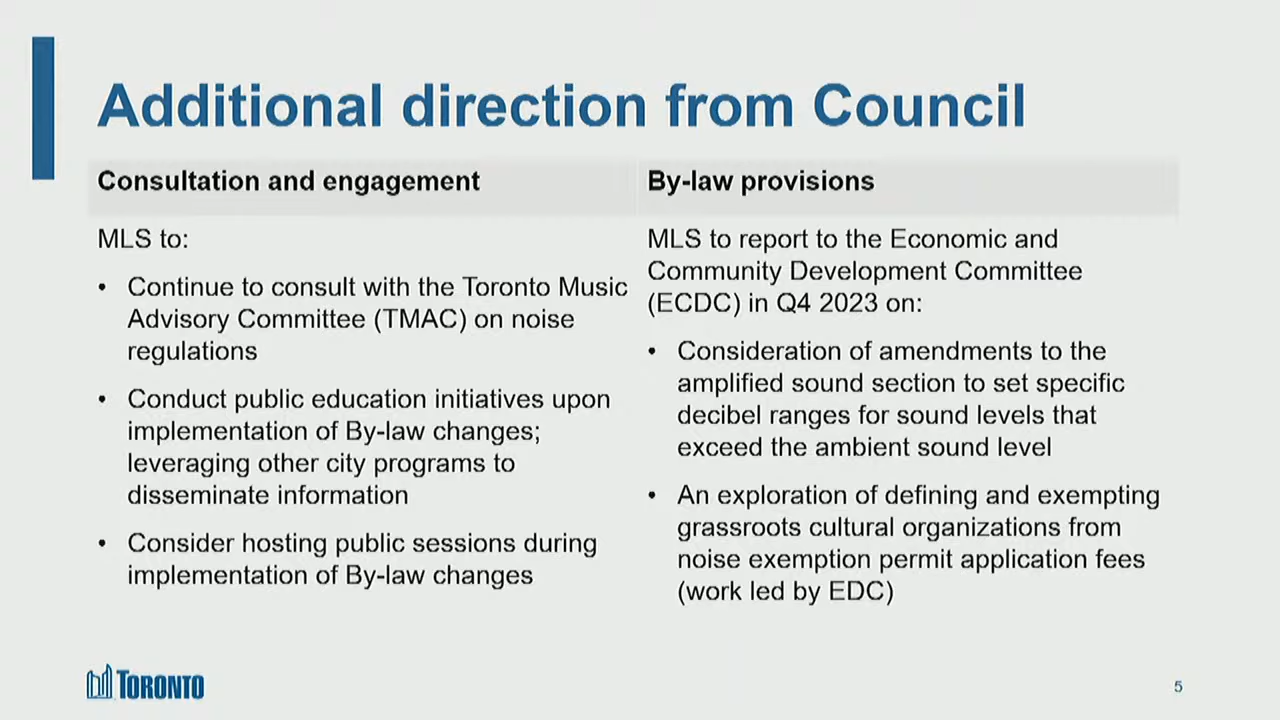 Additional direction from Council
Consultation and engagement
MLS to:
• Continue to consult with the Toronto Music
Advisory Committee (TMAC) on noise
regulations
• Conduct public education initiatives upon
implementation of By-law changes;
leveraging other city programs to
disseminate information
• Consider hosting public sessions during
implementation of By-law changes
By-law provisions
MLS to report to the Economic and
Community Development Committee
(ECDC) in Q4 2023 on:
• Consideration of amendments to the
amplified sound section to set specific
decibel ranges for sound levels that
exceed the ambient sound level
• An exploration of defining and exempting
grassroots cultural organizations from
noise exemption permit application fees
(work led by EDC)
TORONTO
5